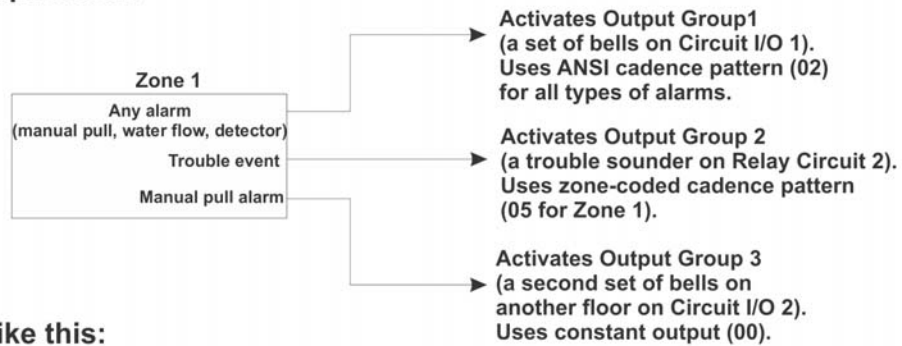 Activates Output Group1
(a set of bells on Circuit I/O 1).
Uses ANSI cadence pattern (02)
for all types of alarms.
Zone 1
Any alarm
(manual pull, water flow, detector)
Trouble event
Manual pull alarm
Activates Output Group 2
(a trouble sounder on Relay Circuit 2).
Uses zone-coded cadence pattern
(05 for Zone 1).
Activates Output Group 3
(a second set of bells on
another floor on Circuit I/O 2).
Uses constant output (00).
ike this: